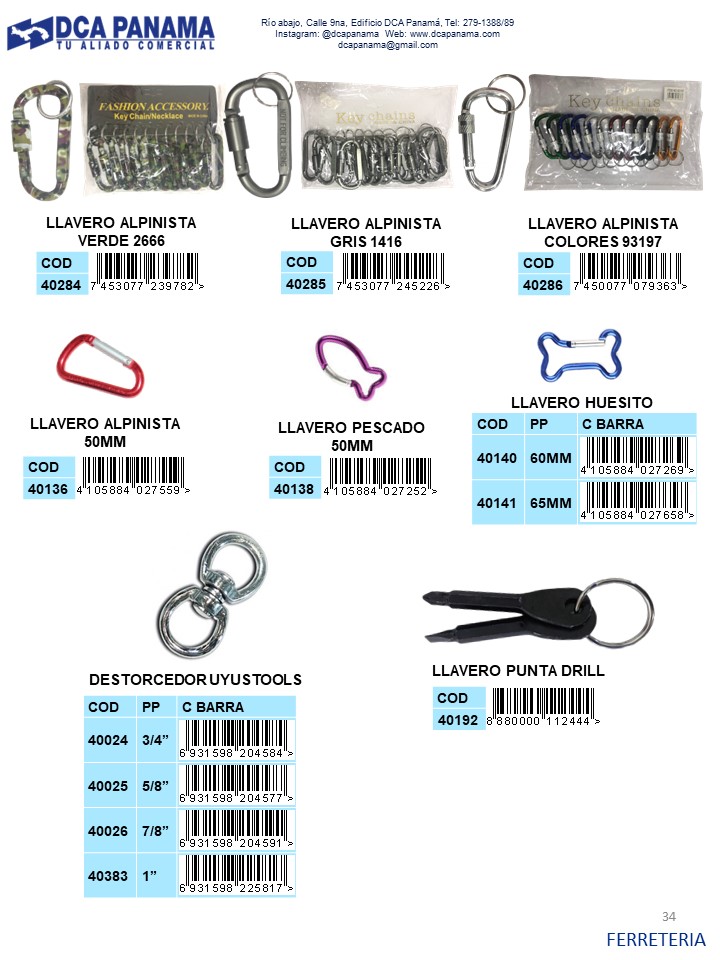 DCA PANAMA
TU ALIADO COMERCIAL
Río abajo, Calle 9na, Edificio DCA Panamá, Tel: 279-1388/89
Instagram: @dcapanama Web: www.dcapanama.com
dcapanama@gmail.com
FASHION ACCESSORY
Key Chain/Necklace
Key chains
Key chains
LLAVERO ALPINISTA
VERDE 2666
COD
40284
7 453077 239782 >
LLAVERO ALPINISTA
GRIS 1416
COD
40285
7 453077 245226 >
LLAVERO ALPINISTA
COLORES 93197
COD
40286
7 450077 079363 >
LLAVERO ALPINISTA
50MM
COD
40136
4 105884 027559 >
LLAVERO PESCADO
50MM
COD
40138
4 105884 027252 >
LLAVERO HUESITO
COD PP C BARRA
40140 60MM 4 105884 027269 >
40141 65MM 4 105884 027658 >
DESTORCEDOR UYUSTOOLS
COD PP C BARRA
40024 3/4” 6 931598 204584 >
40025 5/8” 6 931598 204577 >
40026 7/8” 6 931598 204591 >
40383 1” 6 931598 225817 >
LLAVERO PUNTA DRILL
COD
40192
8 880000 112444 >
34
FERRETERIA